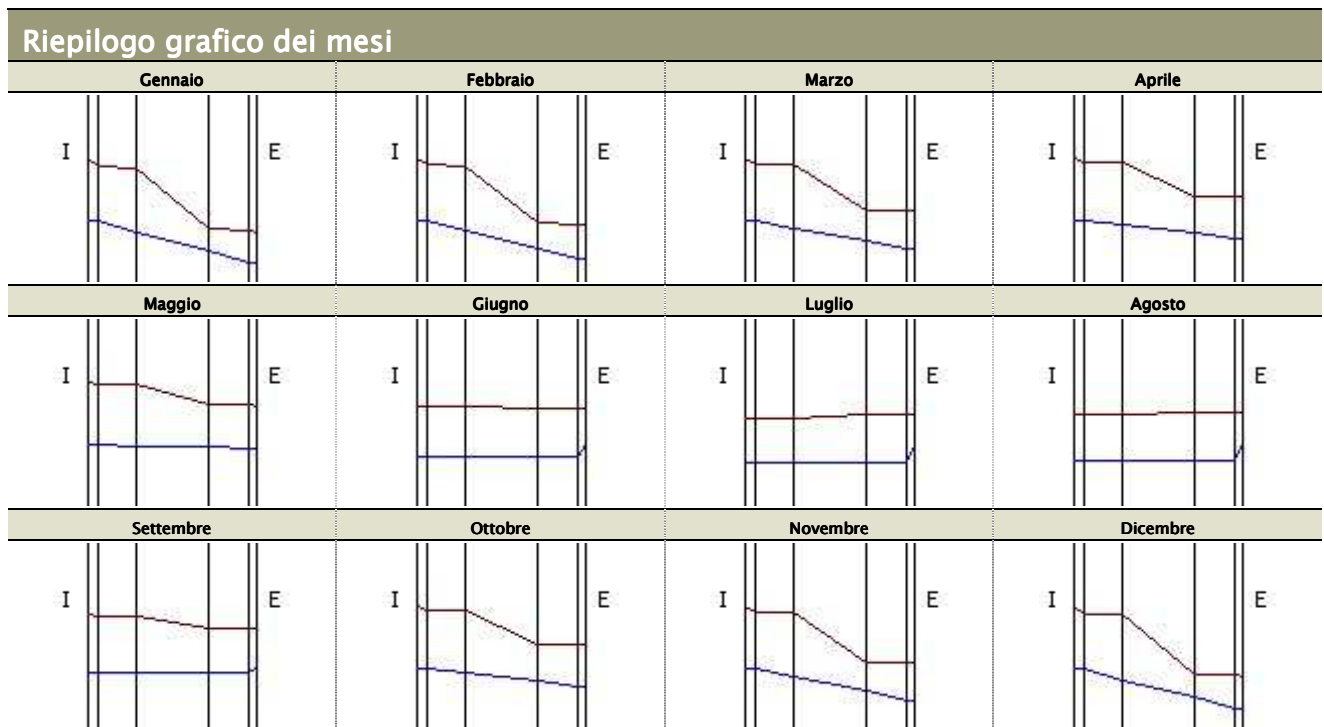 Riepilogo grafico dei mesi
Gennaio Febbraio Marzo Aprile
I E I E I E I E
Maggio Giugno Luglio Agosto
I E I E I E I E
Settembre Ottobre Novembre Dicembre
I E I E I E I E